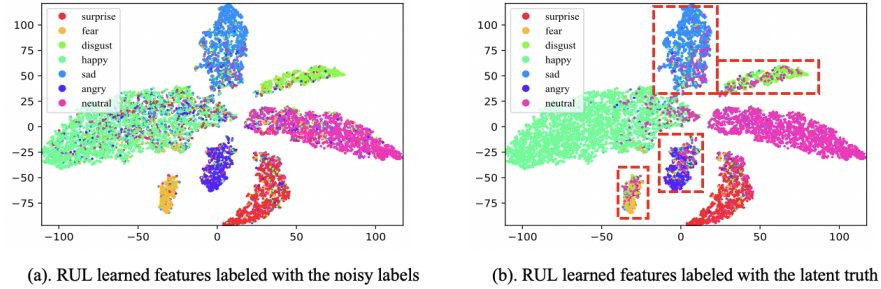 surprise
fear
disgust
happy
sad
angry
neutral
100
75
50
25
0
−25
−50
−75
−100
−50
0
50
100
(a). RUL learned features labeled with the noisy labels
surprise
fear
disgust
happy
sad
angry
neutral
100
75
50
25
0
−25
−50
−75
−100
−50
0
50
100
(b). RUL learned features labeled with the latent truth